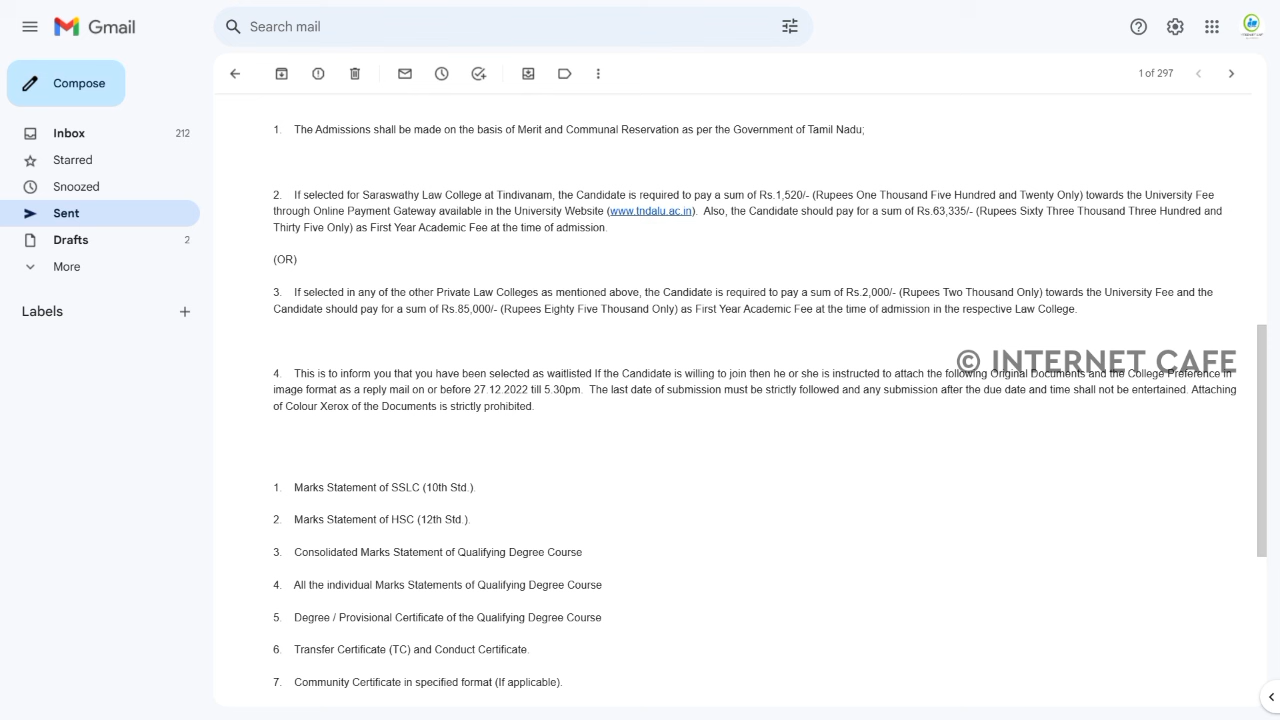 Gmail
Search mail
Compose
1 of 297
Inbox 212
Starred
Snoozed
Sent
Drafts 2
More
Labels
1. The Admissions shall be made on the basis of Merit and Communal Reservation as per the Government of Tamil Nadu;
2. If selected for Saraswathy Law College at Tindivanam, the Candidate is required to pay a sum of Rs.1,520/- (Rupees One Thousand Five Hundred and Twenty Only) towards the University Fee
through Online Payment Gateway available in the University Website (www.tndalu.ac.in). Also, the Candidate should pay for a sum of Rs.63,335/- (Rupees Sixty Three Thousand Three Hundred and
Thirty Five Only) as First Year Academic Fee at the time of admission.
(OR)
3. If selected in any of the other Private Law Colleges as mentioned above, the Candidate is required to pay a sum of Rs.2,000/- (Rupees Two Thousand Only) towards the University Fee and the
Candidate should pay for a sum of Rs.85,000/- (Rupees Eighty Five Thousand Only) as First Year Academic Fee at the time of admission in the respective Law College.
© INTERNET CAFE
4. This is to inform you that you have been selected as waitlisted If the Candidate is willing to join then he or she is instructed to attach the following Original Documents and the College Preference in
image format as a reply mail on or before 27.12.2022 till 5.30pm. The last date of submission must be strictly followed and any submission after the due date and time shall not be entertained. Attaching
of Colour Xerox of the Documents is strictly prohibited.
1. Marks Statement of SSLC (10th Std.).
2. Marks Statement of HSC (12th Std.).
3. Consolidated Marks Statement of Qualifying Degree Course
4. All the individual Marks Statements of Qualifying Degree Course
5. Degree / Provisional Certificate of the Qualifying Degree Course
6. Transfer Certificate (TC) and Conduct Certificate.
7. Community Certificate in specified format (If applicable).